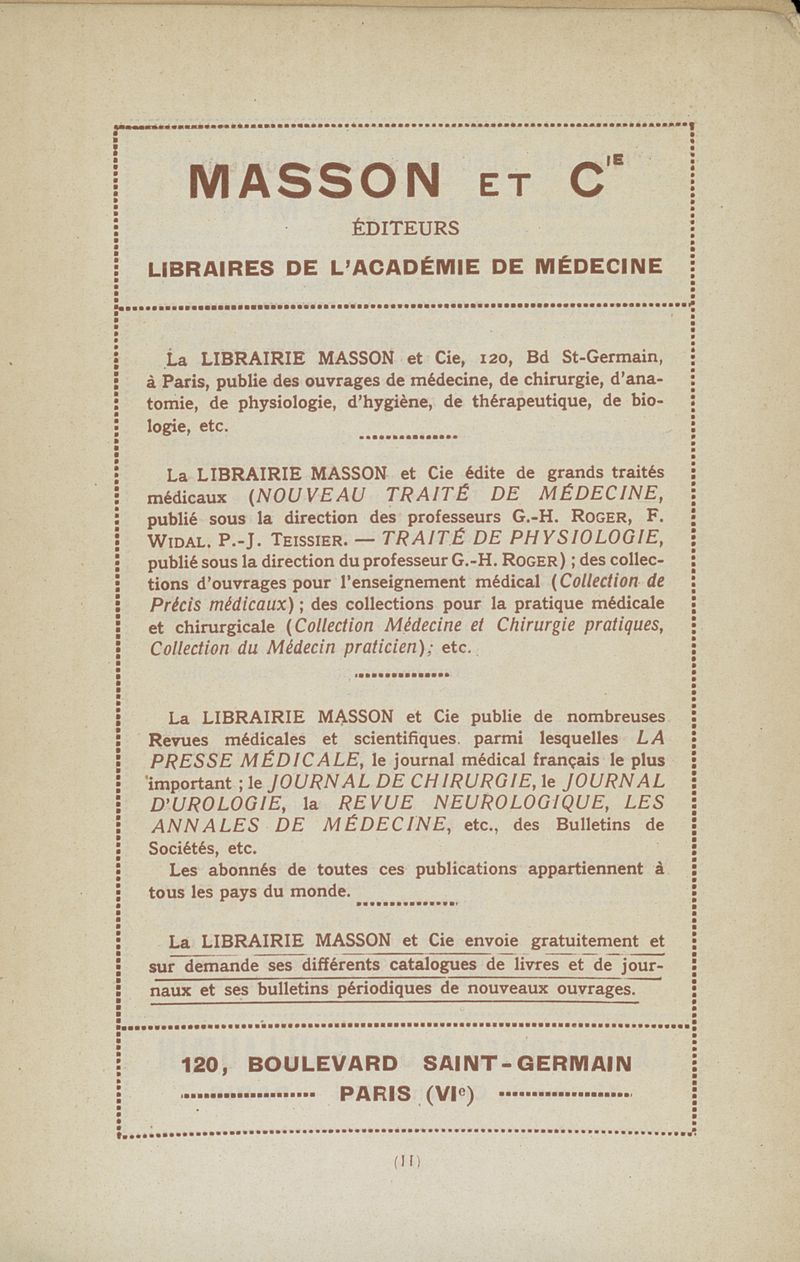 MASSON ET CIE
ÉDITEURS
LIBRAIRES DE L'ACADÉMIE DE MÉDECINE
La LIBRAIRIE MASSON et Cie, 120, Bd St-Germain,
à Paris, publie des ouvrages de médecine, de chirurgie, d'ana-
tomie, de physiologie, d'hygiène, de thérapeutique, de bio-
logie, etc.
La LIBRAIRIE MASSON et Cie édite de grands traités
médicaux (NOUVEAU TRAITÉ DE MÉDECINE,
publié sous la direction des professeurs G.-H. ROGER, F.
WIDAL. P.-J. TEISSIER. — TRAITÉ DE PHYSIOLOGIE,
publié sous la direction du professeur G.-H. ROGER) ; des collec-
tions d'ouvrages pour l'enseignement médical (Collection de
Précis médicaux) ; des collections pour la pratique médicale
et chirurgicale (Collection Médecine et Chirurgie pratiques,
Collection du Médecin praticien); etc.
La LIBRAIRIE MASSON et Cie publie de nombreuses
Revues médicales et scientifiques. parmi lesquelles LA
PRESSE MÉDICALE, le journal médical français le plus
important ; le JOURNAL DE CHIRURGIE, le JOURNAL
D'UROLOGIE, la REVUE NEUROLOGIQUE, LES
ANNALES DE MÉDECINE, etc., des Bulletins de
Sociétés, etc.
Les abonnés de toutes ces publications appartiennent à
tous les pays du monde.
La LIBRAIRIE MASSON et Cie envoie gratuitement et
sur demande ses différents catalogues de livres et de jour-
naux et ses bulletins périodiques de nouveaux ouvrages.
120, BOULEVARD SAINT-GERMAIN
PARIS (VIe)
(II)